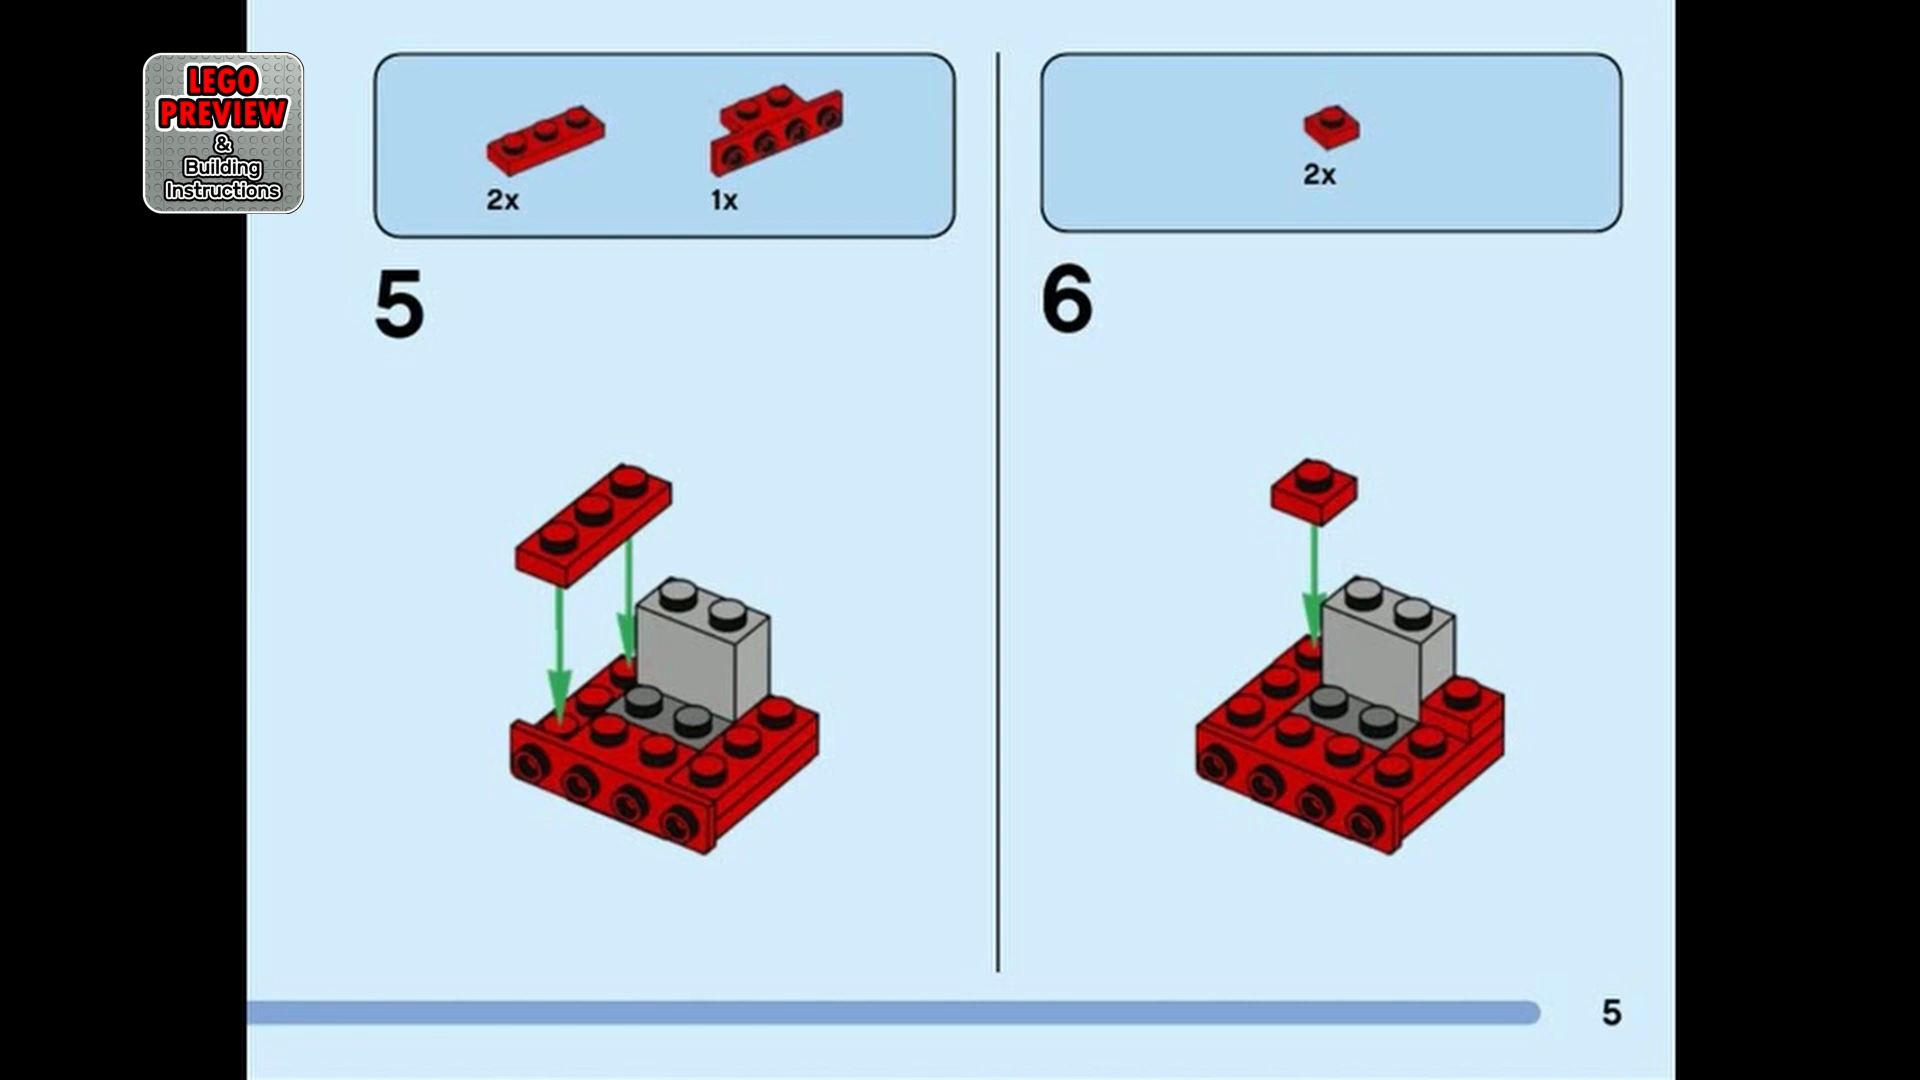 LEGO
PREVIEW
&
Building
Instructions
2x
1x
5
2x
6
5